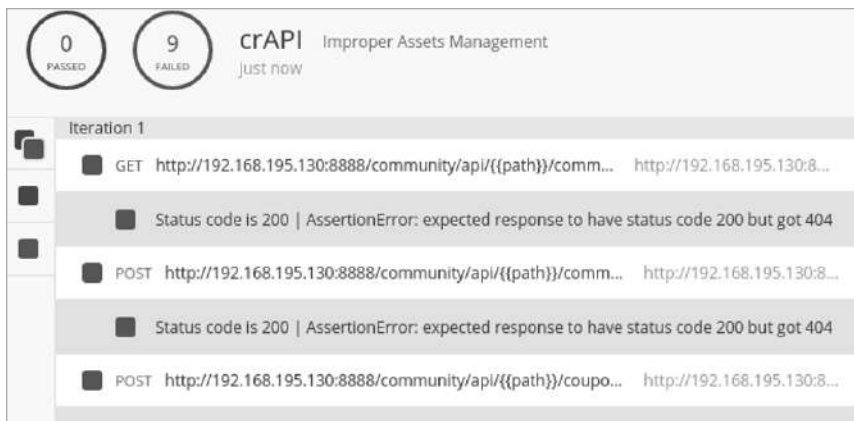 0
PASSED
9
FAILED
crAPI Improper Assets Management
Just now
Iteration 1
GET http://192.168.195.130:8888/community/api/{{path}}/comm... http://192.168.195.130:8...
Status code is 200 | AssertionError: expected response to have status code 200 but got 404
POST http://192.168.195.130:8888/community/api/{{path}}/comm... http://192.168.195.130:8...
Status code is 200 | AssertionError: expected response to have status code 200 but got 404
POST http://192.168.195.130:8888/community/api/{{path}}/coupo... http://192.168.195.130:8...